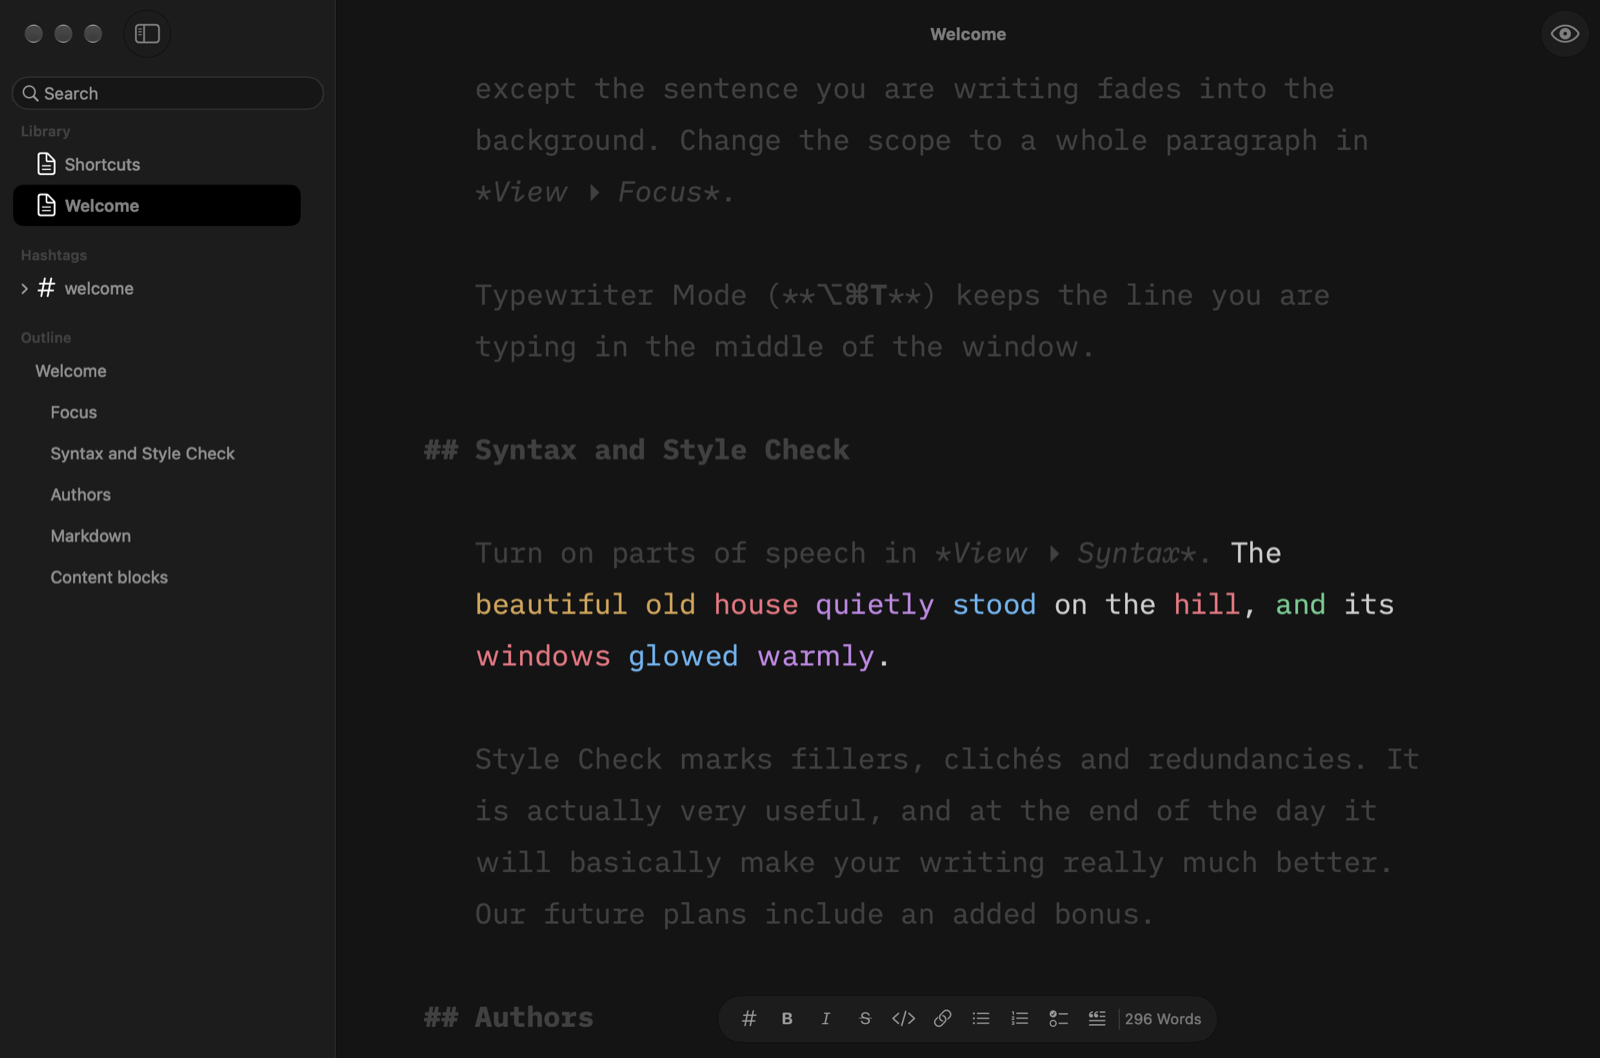 Welcome
Search
Library
Shortcuts
Welcome
Hashtags
# welcome
Outline
Welcome
Focus
Syntax and Style Check
Authors
Markdown
Content blocks
except the sentence you are writing fades into the
background. Change the scope to a whole paragraph in
*View ▸ Focus*.
Typewriter Mode (**⌥⌘T**) keeps the line you are
typing in the middle of the window.
## Syntax and Style Check
Turn on parts of speech in *View ▸ Syntax*. The
beautiful old house quietly stood on the hill, and its
windows glowed warmly.
Style Check marks fillers, clichés and redundancies. It
is actually very useful, and at the end of the day it
will basically make your writing really much better.
Our future plans include an added bonus.
## Authors
# B I S </> 296 Words